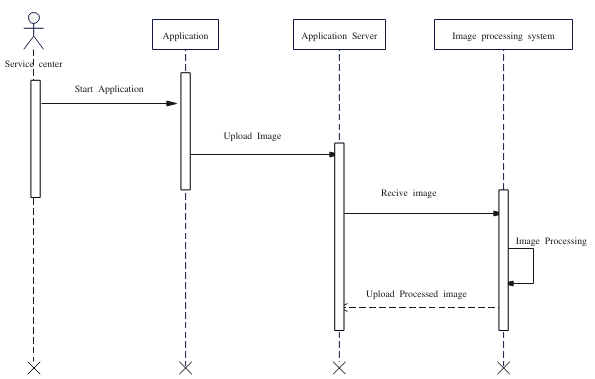 Application
Application Server
Image processing system
Service center
Start Application
Upload Image
Recive image
Image Processing
Upload Processed image